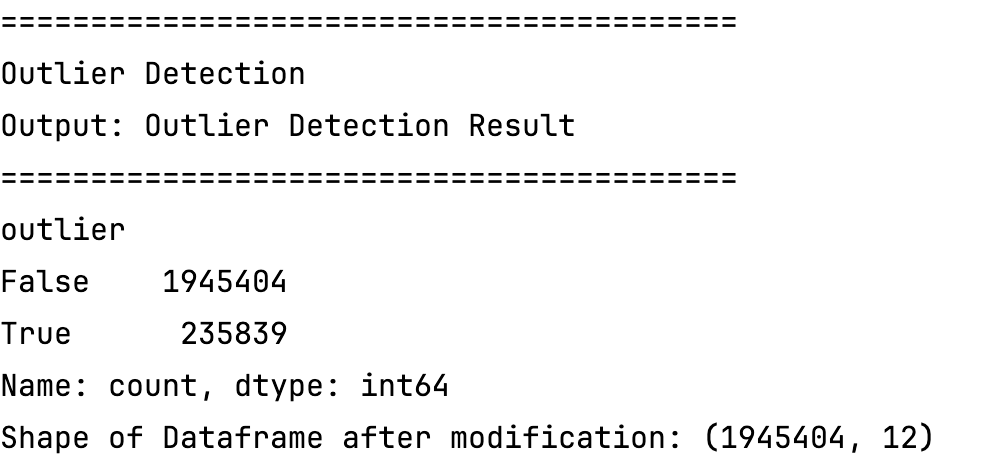 =========================================
Outlier Detection
Output: Outlier Detection Result
=========================================
outlier
False    1945404
True      235839
Name: count, dtype: int64
Shape of Dataframe after modification: (1945404, 12)